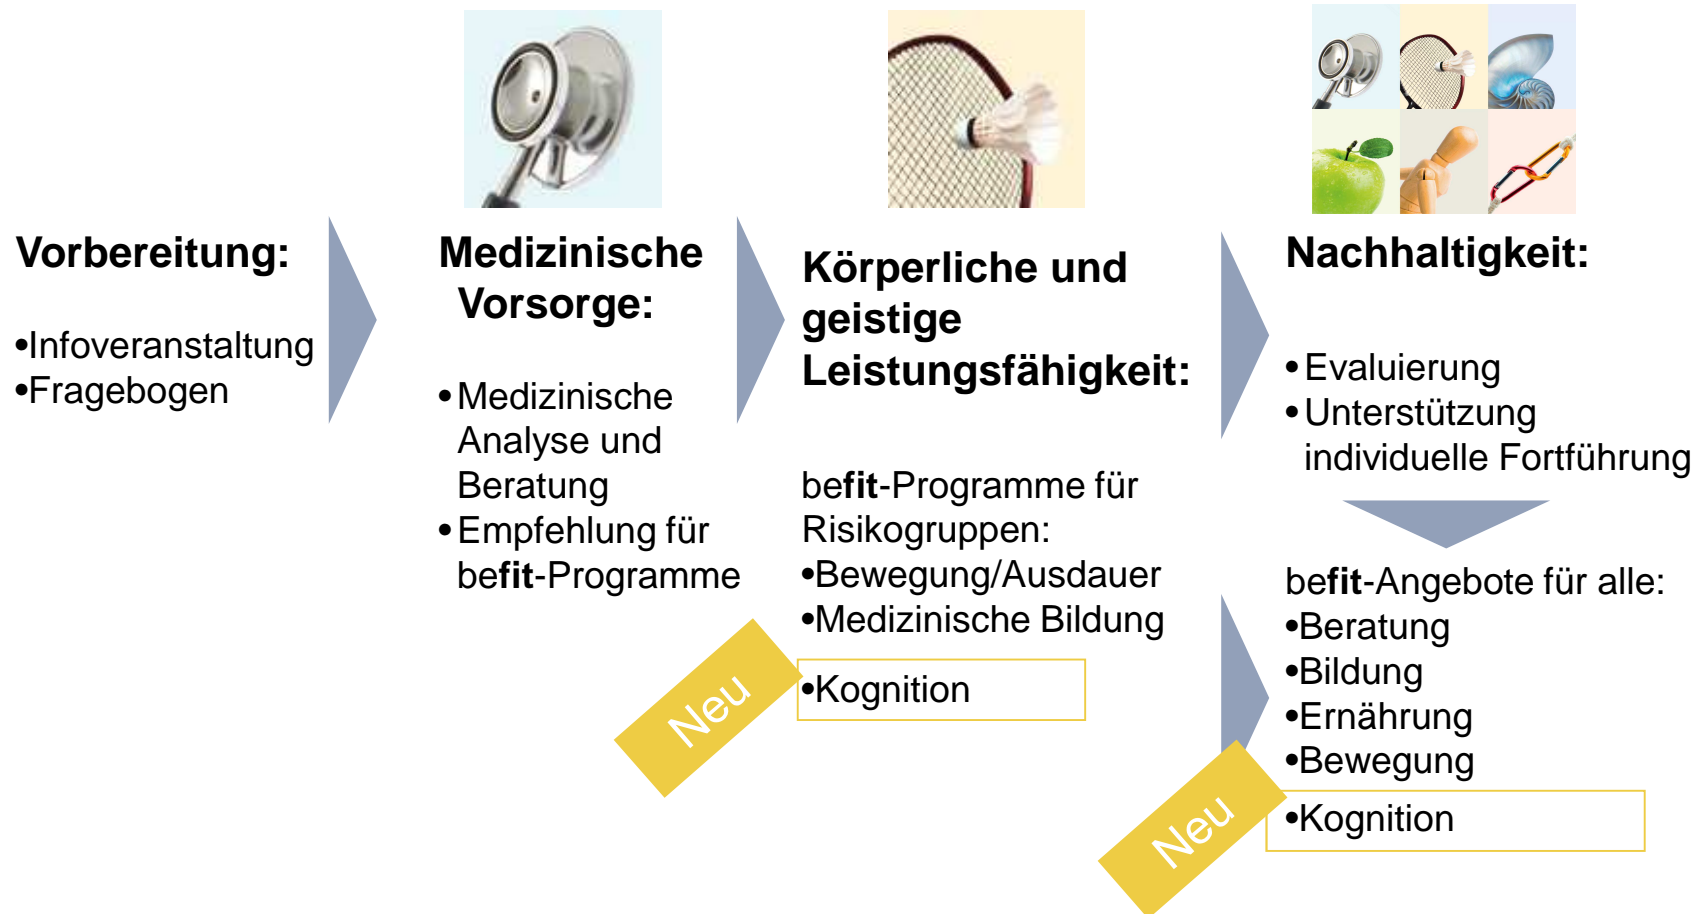 Vorbereitung:
•Infoveranstaltung
•Fragebogen
Medizinische
Vorsorge:
•Medizinische
Analyse und
Beratung
•Empfehlung für
befit-Programme
Körperliche und
geistige
Leistungsfähigkeit:
befit-Programme für
Risikogruppen:
•Bewegung/Ausdauer
•Medizinische Bildung
Neu
•Kognition
Nachhaltigkeit:
•Evaluierung
•Unterstützung
individuelle Fortführung
befit-Angebote für alle:
•Beratung
•Bildung
•Ernährung
•Bewegung
Neu
•Kognition